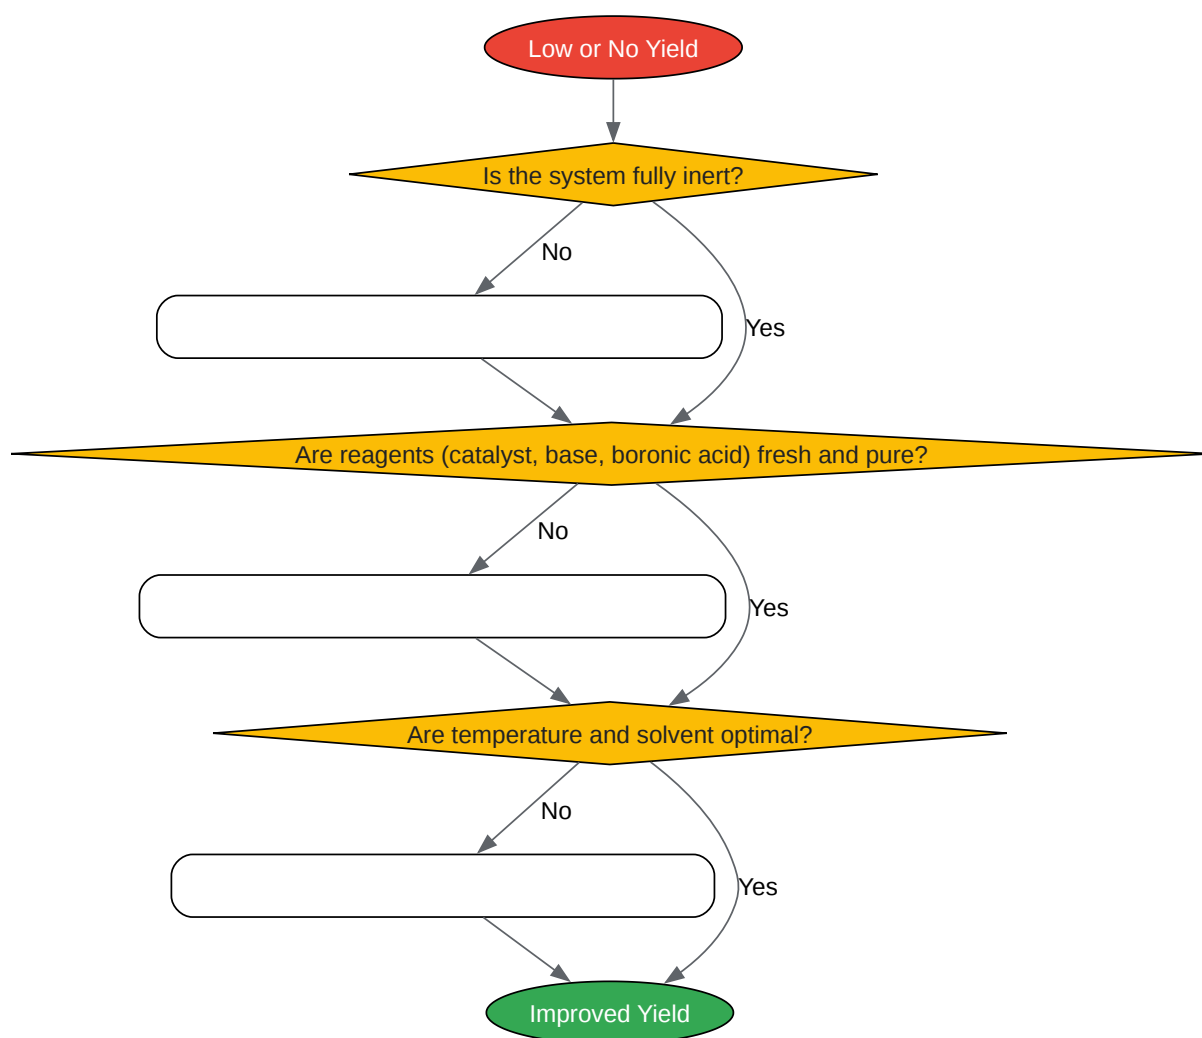 Low or No Yield
Is the system fully inert?
No
Yes
Are reagents (catalyst, base, boronic acid) fresh and pure?
No
Yes
Are temperature and solvent optimal?
No
Yes
Improved Yield